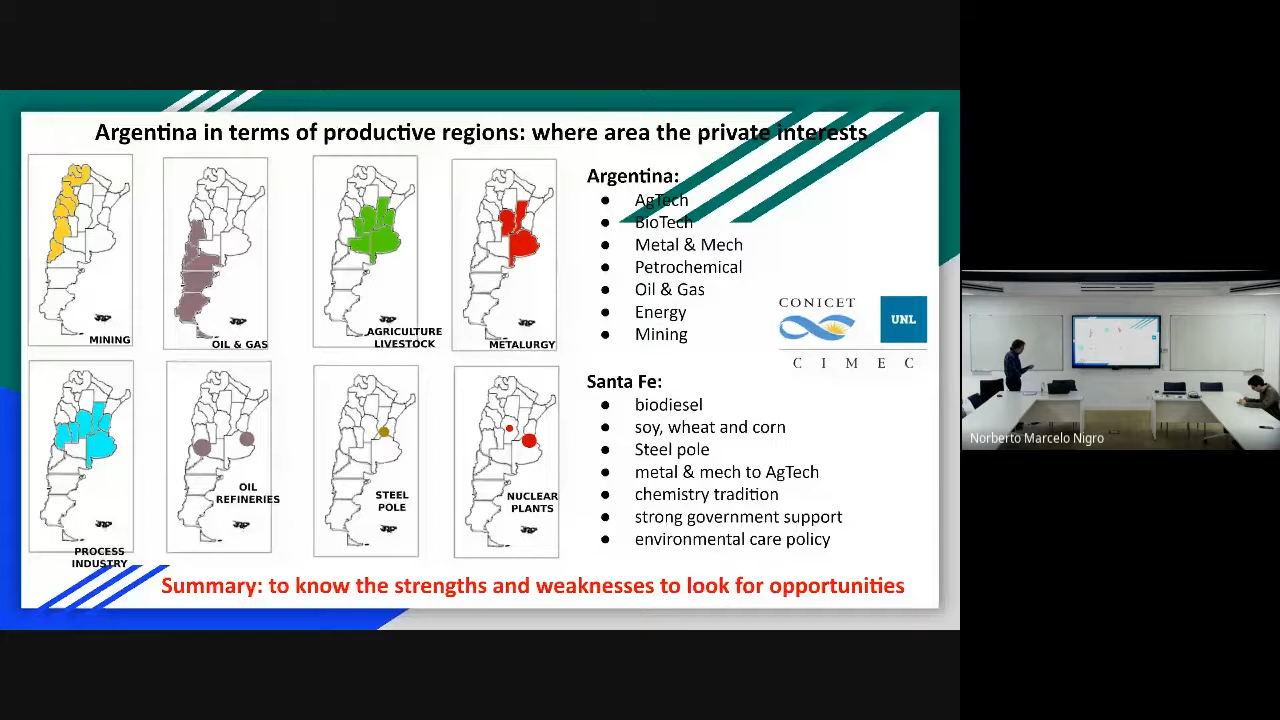 Argentina in terms of productive regions: where area the private interests
MINING
OIL & GAS
AGRICULTURE
LIVESTOCK
METALURGY
PROCESS
INDUSTRY
OIL
REFINERIES
STEEL
POLE
NUCLEAR
PLANTS
Argentina:
● AgTech
● BioTech
● Metal & Mech
● Petrochemical
● Oil & Gas
● Energy
● Mining
CONICET
UNL
CIMEC
Santa Fe:
● biodiesel
● soy, wheat and corn
● Steel pole
● metal & mech to AgTech
● chemistry tradition
● strong government support
● environmental care policy
Summary: to know the strengths and weaknesses to look for opportunities
Norberto Marcelo Nigro